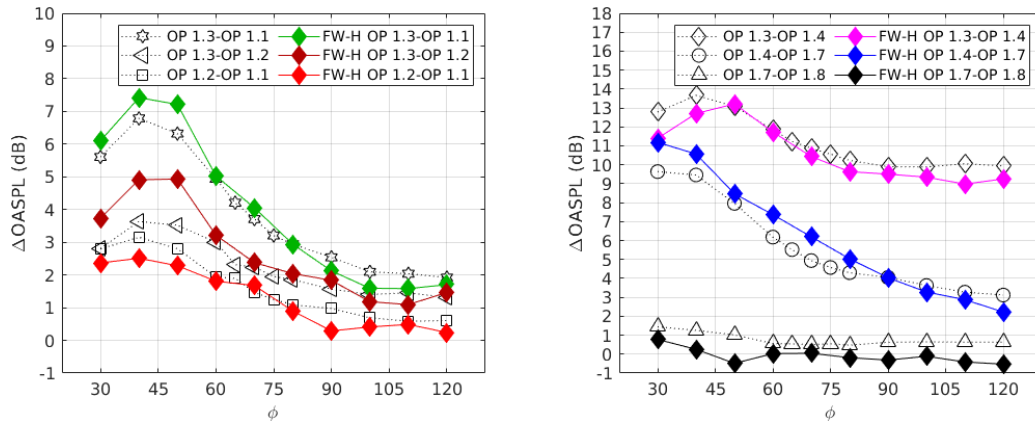 10
9
8
7
6
5
4
3
2
1
0
-1
ΔOASPL (dB)
OP 1.3-OP 1.1 FW-H OP 1.3-OP 1.1
OP 1.3-OP 1.2 FW-H OP 1.3-OP 1.2
OP 1.2-OP 1.1 FW-H OP 1.2-OP 1.1
30 45 60 75 90 105 120
ϕ
18
17
16
15
14
13
12
11
10
9
8
7
6
5
4
3
2
1
0
-1
ΔOASPL (dB)
OP 1.3-OP 1.4 FW-H OP 1.3-OP 1.4
OP 1.4-OP 1.7 FW-H OP 1.4-OP 1.7
OP 1.7-OP 1.8 FW-H OP 1.7-OP 1.8
30 45 60 75 90 105 120
ϕ